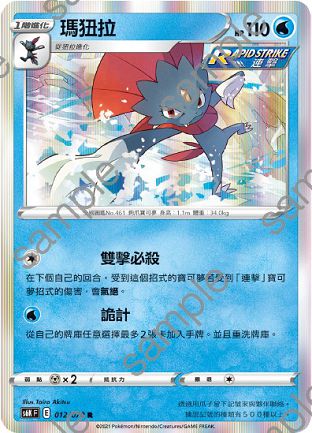 1階進化
瑪狃拉
HP110
從狃拉進化
RAPID STRIKE
連擊
sample
全國圖鑑No.461 鉤爪寶可夢 身高：1.1m 體重：34.0kg
雙擊必殺
在下個自己的回合，受到這個招式的寶可夢若受到「連擊」寶可
夢招式的傷害，會氣絕。
詭計
從自己的牌庫任意選擇最多2張卡加入手牌。並且重洗牌庫。
弱點 ×2 抵抗力 撤退
Illus. Taira Akitsu
S6K F E 012/070 R
©2021 Pokémon/Nintendo/Creatures/GAME FREAK.